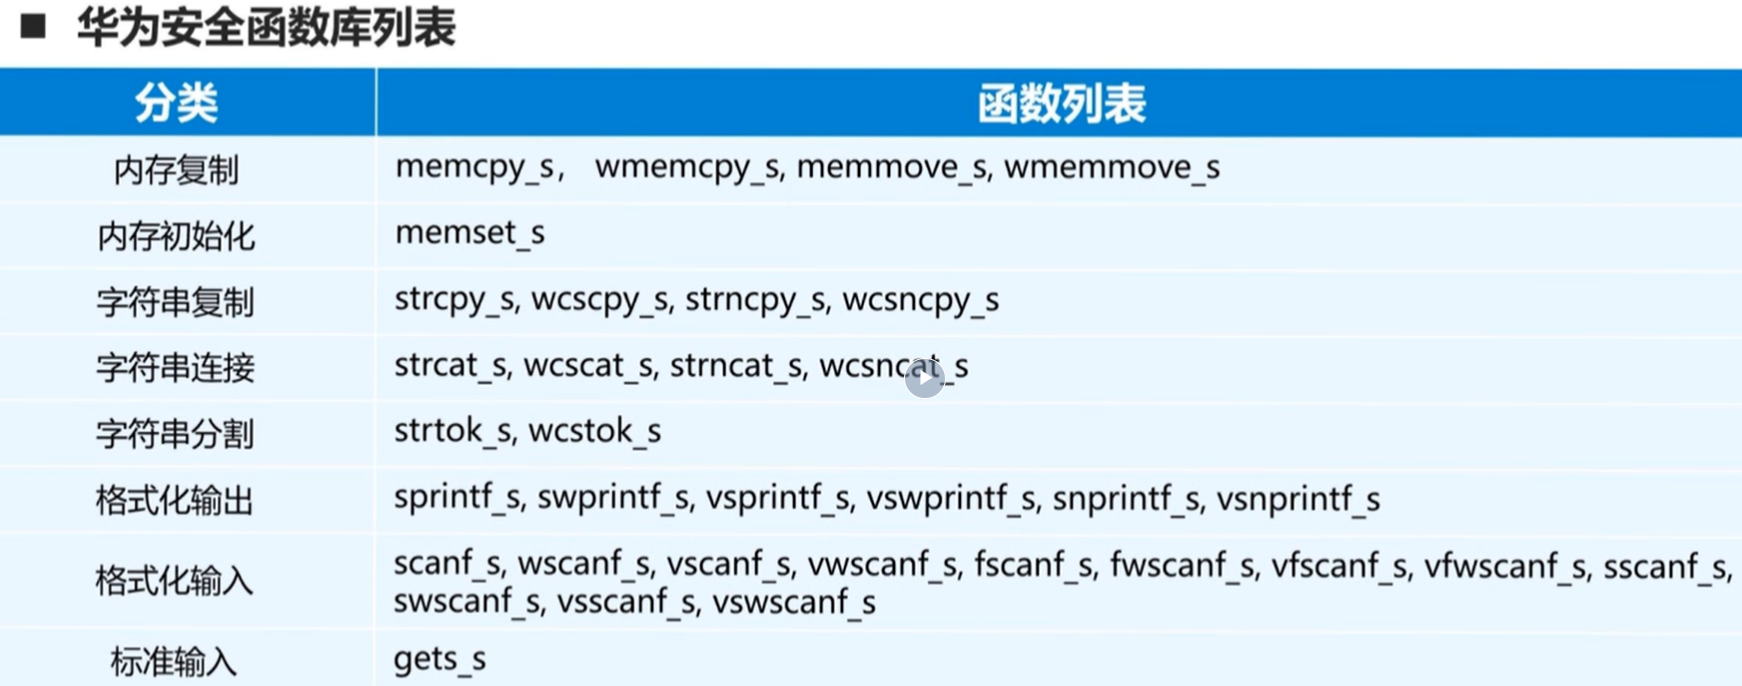 ■ 华为安全函数库列表
分类 函数列表
内存复制 memcpy_s， wmemcpy_s, memmove_s, wmemmove_s
内存初始化 memset_s
字符串复制 strcpy_s, wcscpy_s, strncpy_s, wcsncpy_s
字符串连接 strcat_s, wcscat_s, strncat_s, wcsncat_s
字符串分割 strtok_s, wcstok_s
格式化输出 sprintf_s, swprintf_s, vsprintf_s, vswprintf_s, snprintf_s, vsnprintf_s
格式化输入 scanf_s, wscanf_s, vscanf_s, vwscanf_s, fscanf_s, fwscanf_s, vfscanf_s, vfwscanf_s, sscanf_s,
swscanf_s, vsscanf_s, vswscanf_s
标准输入 gets_s